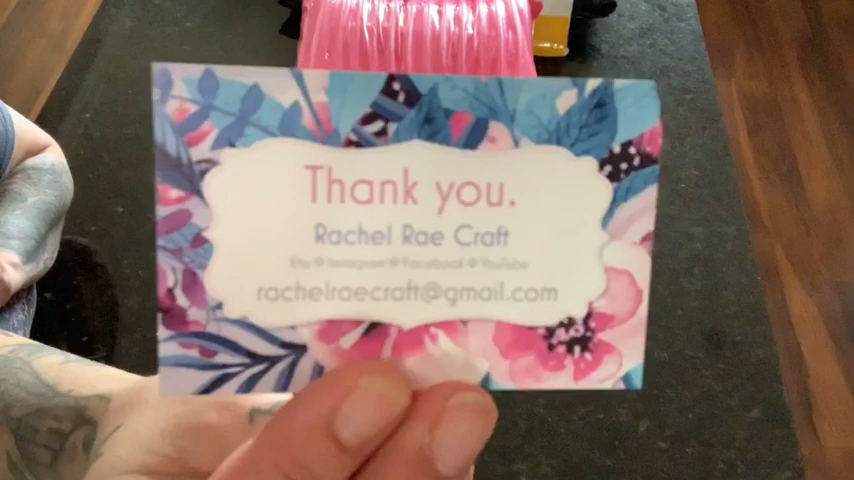 Thank you.
Rachel Rae Craft
Etsy Instagram Facebook YouTube
rachelraecraft@gmail.com